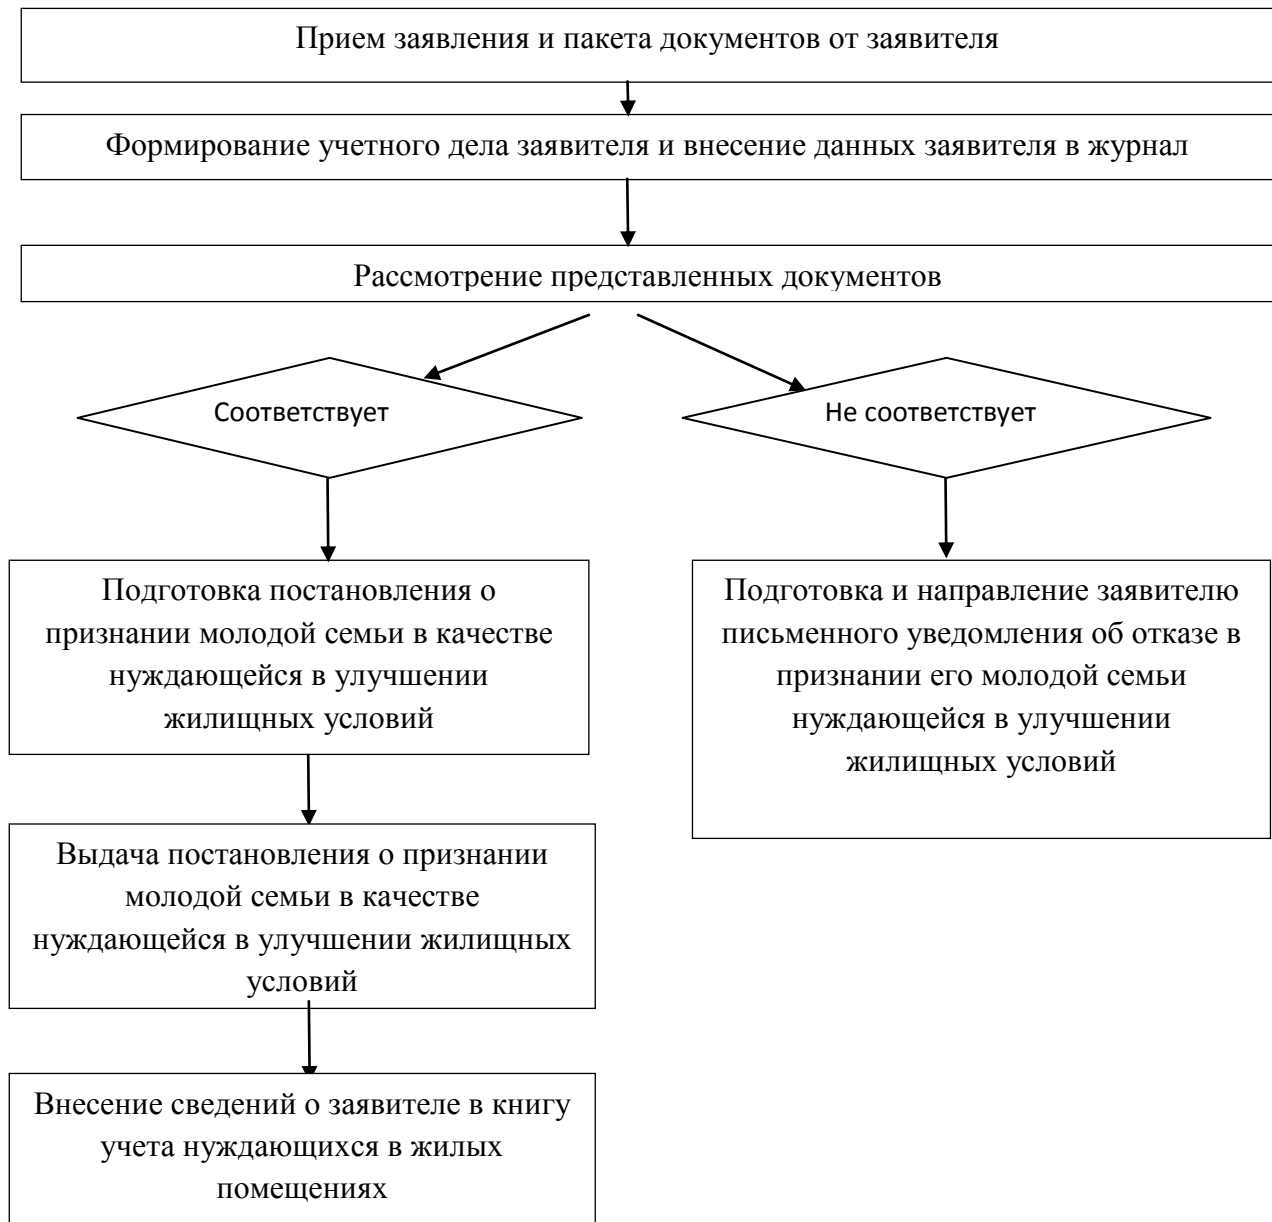 Прием заявления и пакета документов от заявителя
Формирование учетного дела заявителя и внесение данных заявителя в журнал
Рассмотрение представленных документов
Соответствует
Не соответствует
Подготовка постановления о
признании молодой семьи в качестве
нуждающейся в улучшении
жилищных условий
Подготовка и направление заявителю
письменного уведомления об отказе в
признании его молодой семьи
нуждающейся в улучшении
жилищных условий
Выдача постановления о признании
молодой семьи в качестве
нуждающейся в улучшении жилищных
условий
Внесение сведений о заявителе в книгу
учета нуждающихся в жилых
помещениях